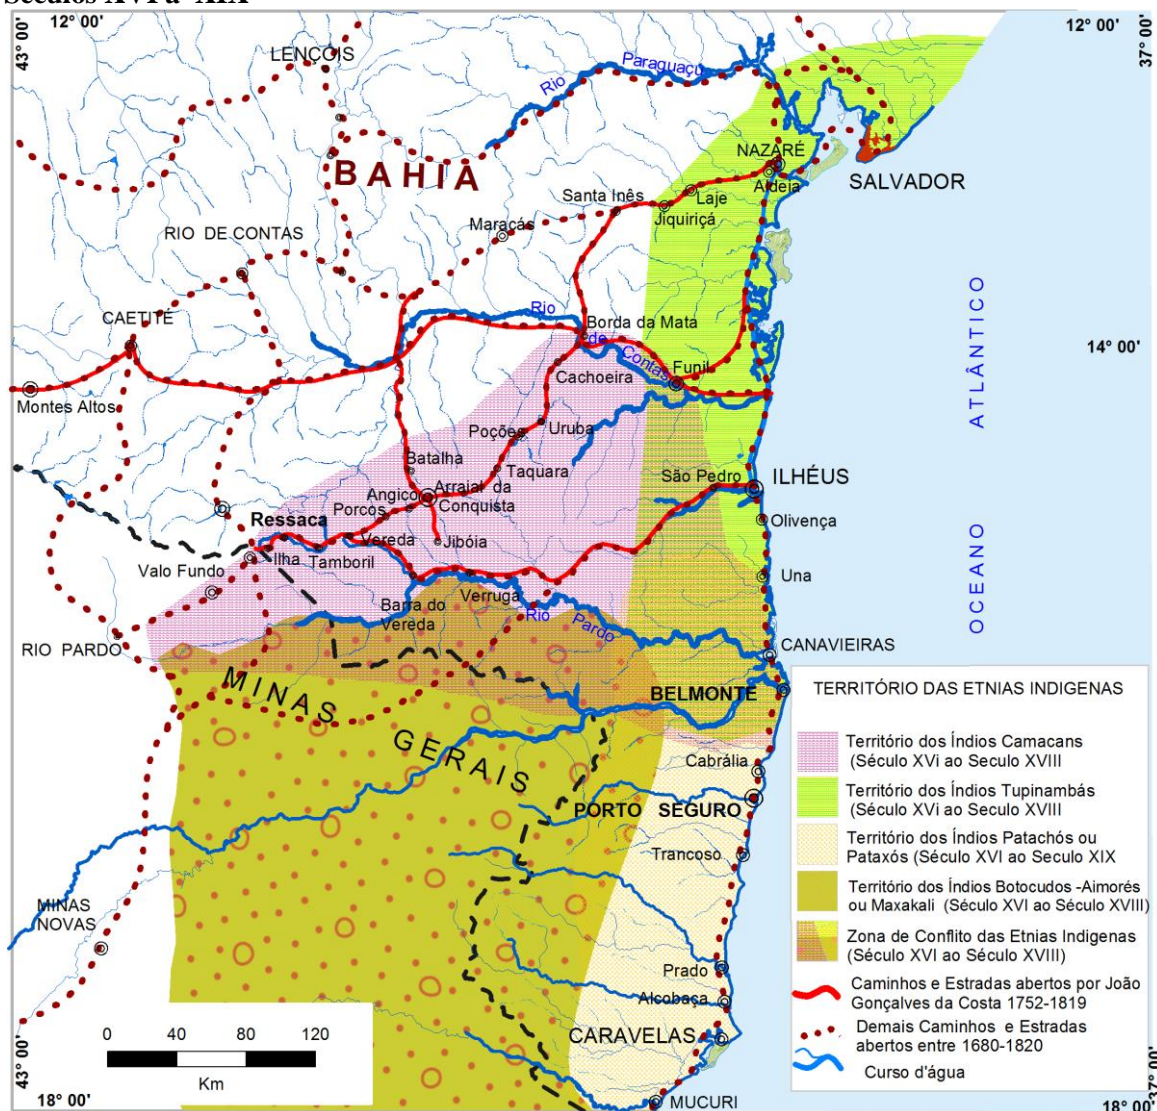 Séculos XVI a XIX
12° 00'
12° 00'
43° 00'
37° 00'
LENÇOIS
Rio Paraguaçu
BAHIA
NAZARÉ
Aldeia
SALVADOR
Laje
Santa Inês
Jiquiriçá
Maracás
RIO DE CONTAS
CAETITÉ
Rio de Contas
Borda da Mata
14° 00'
OCEANO ATLÂNTICO
Funil
Cachoeira
Montes Altos
Poções
Uruba
Batalha
Taquara
São Pedro
ILHÉUS
Angico
Arraial da
Conquista
Porcos
Olivença
Ressaca
Vereda
Jibóia
Ilha
Tamboril
Valo Fundo
Una
Verruga
Barra do
Vereda
Rio Pardo
RIO PARDO
CANAVIEIRAS
MINAS GERAIS
BELMONTE
Cabrália
PORTO SEGURO
Trancoso
MINAS
NOVAS
Prado
Alcobaça
CARAVELAS
MUCURI
TERRITÓRIO DAS ETNIAS INDIGENAS
Território dos Índios Camacans
(Século XVi ao Seculo XVIII
Território dos Índios Tupinambás
(Século XVi ao Seculo XVIII
Território dos Índios Patachós ou
Pataxós (Século XVI ao Seculo XIX
Território dos Índios Botocudos -Aimorés
ou Maxakali (Século XVI ao Século XVIII)
Zona de Conflito das Etnias Indigenas
(Século XVI ao Século XVIII)
Caminhos e Estradas abertos por João
Gonçalves da Costa 1752-1819
Demais Caminhos e Estradas
abertos entre 1680-1820
Curso d'água
0 40 80 120
Km
43° 00'
18° 00'
18° 00'
37° 00'